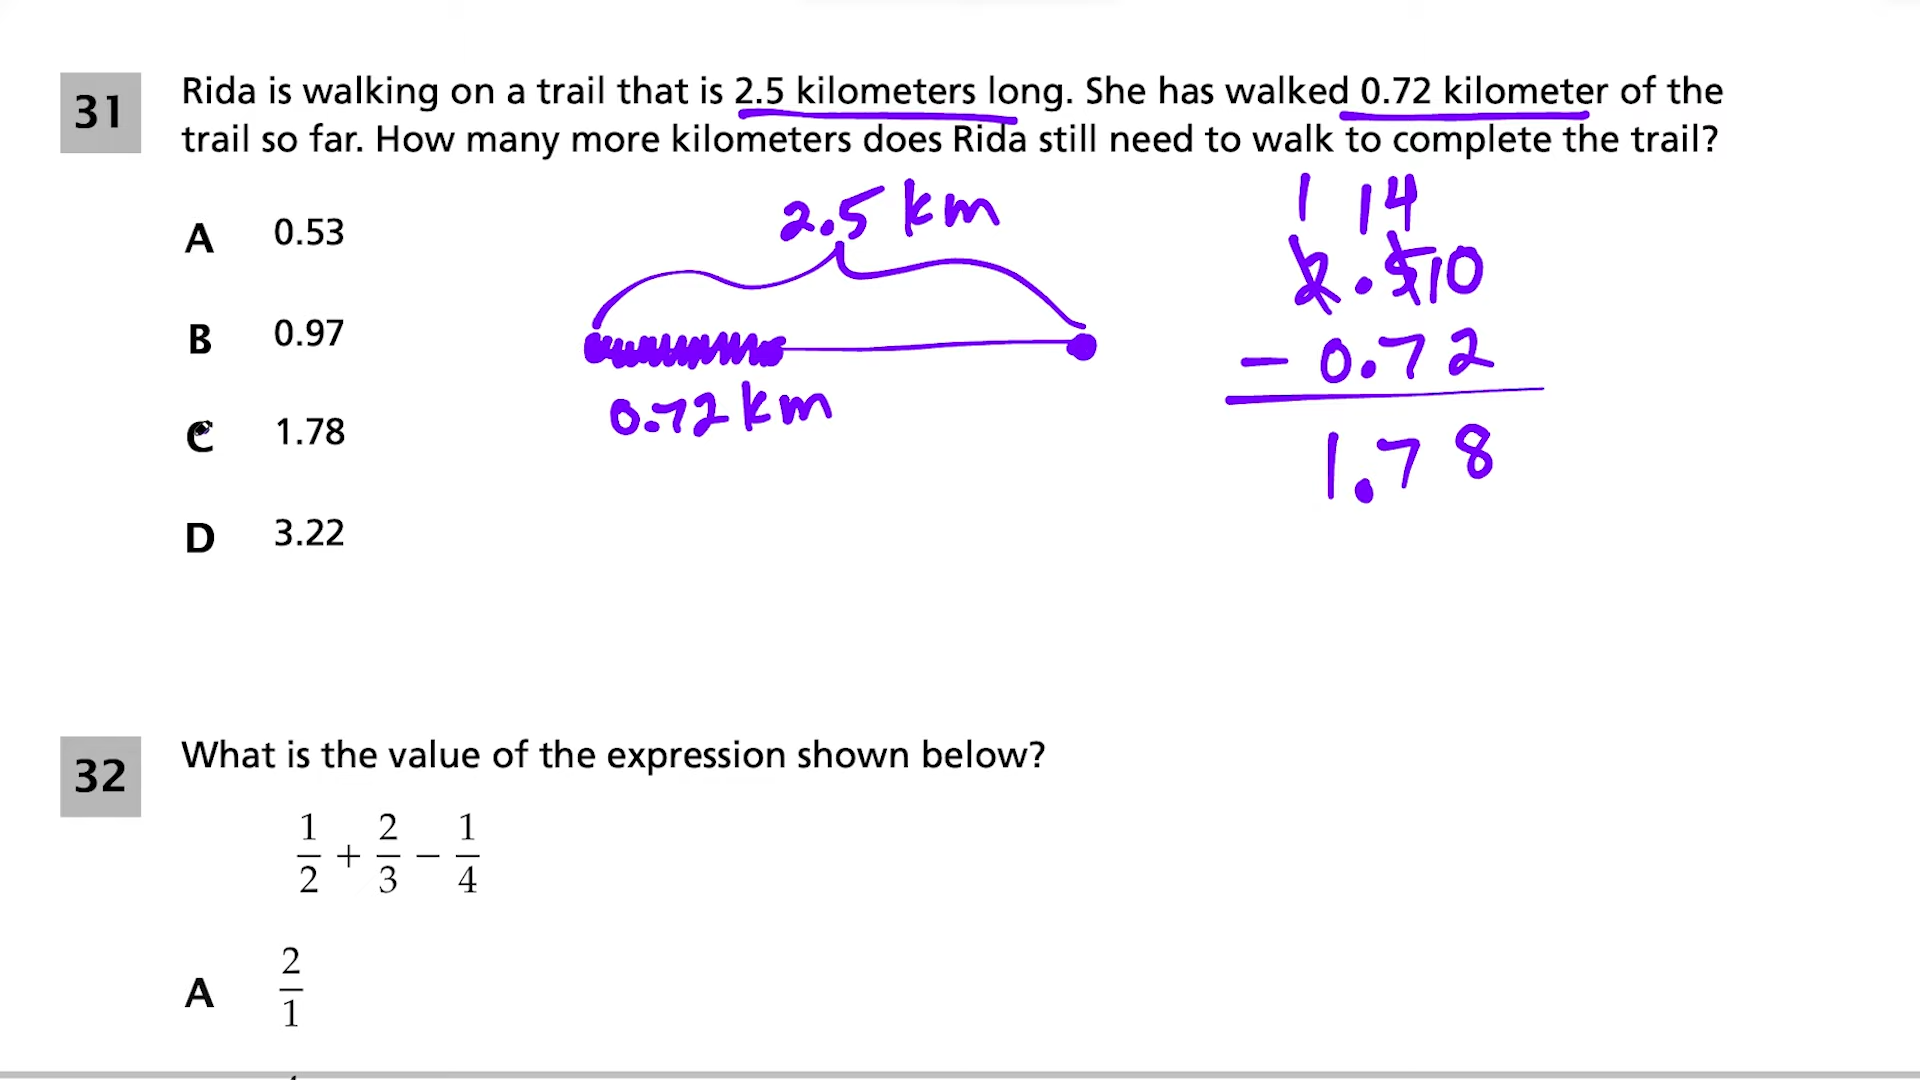 31
Rida is walking on a trail that is 2.5 kilometers long. She has walked 0.72 kilometer of the
trail so far. How many more kilometers does Rida still need to walk to complete the trail?
A 0.53
B 0.97
C 1.78
D 3.22
2.5 km
0.72 km
1 14
2.510
- 0.72
1.78
32
What is the value of the expression shown below?
1/2 + 2/3 − 1/4
A 2/1